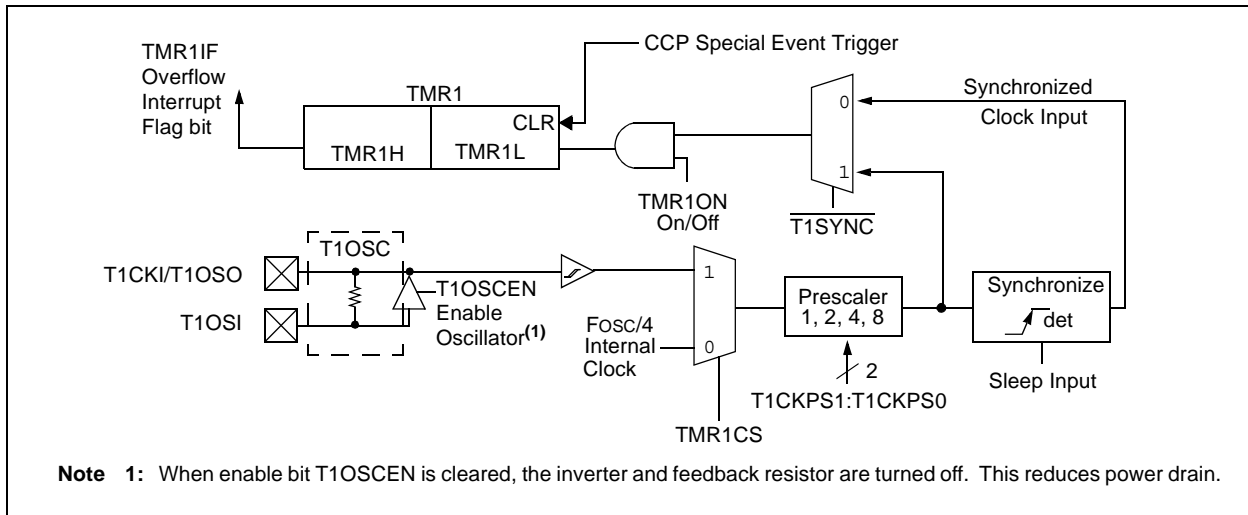 TMR1IF
Overflow
Interrupt
Flag bit
CCP Special Event Trigger
TMR1
CLR
TMR1H
TMR1L
TMR1ON
On/Off
0
1
T1SYNC
Synchronized
Clock Input
T1OSC
T1CKI/T1OSO
T1OSI
T1OSCEN
Enable
Oscillator(1)
FOSC/4
Internal
Clock
1
0
TMR1CS
Prescaler
1, 2, 4, 8
2
T1CKPS1:T1CKPS0
Synchronize
det
Sleep Input
Note 1: When enable bit T1OSCEN is cleared, the inverter and feedback resistor are turned off. This reduces power drain.